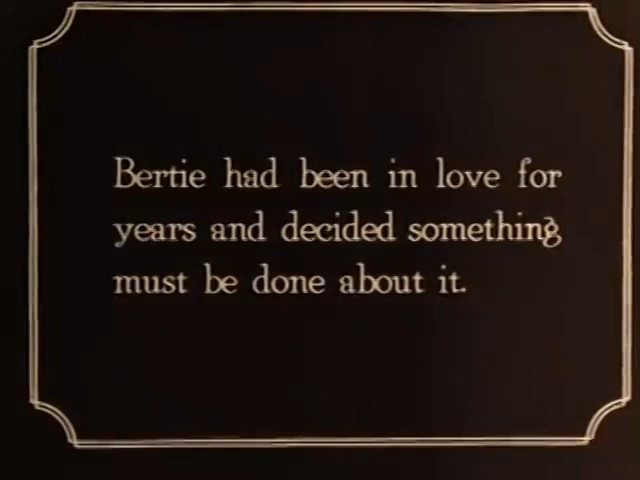 Bertie had been in love for
years and decided something
must be done about it.